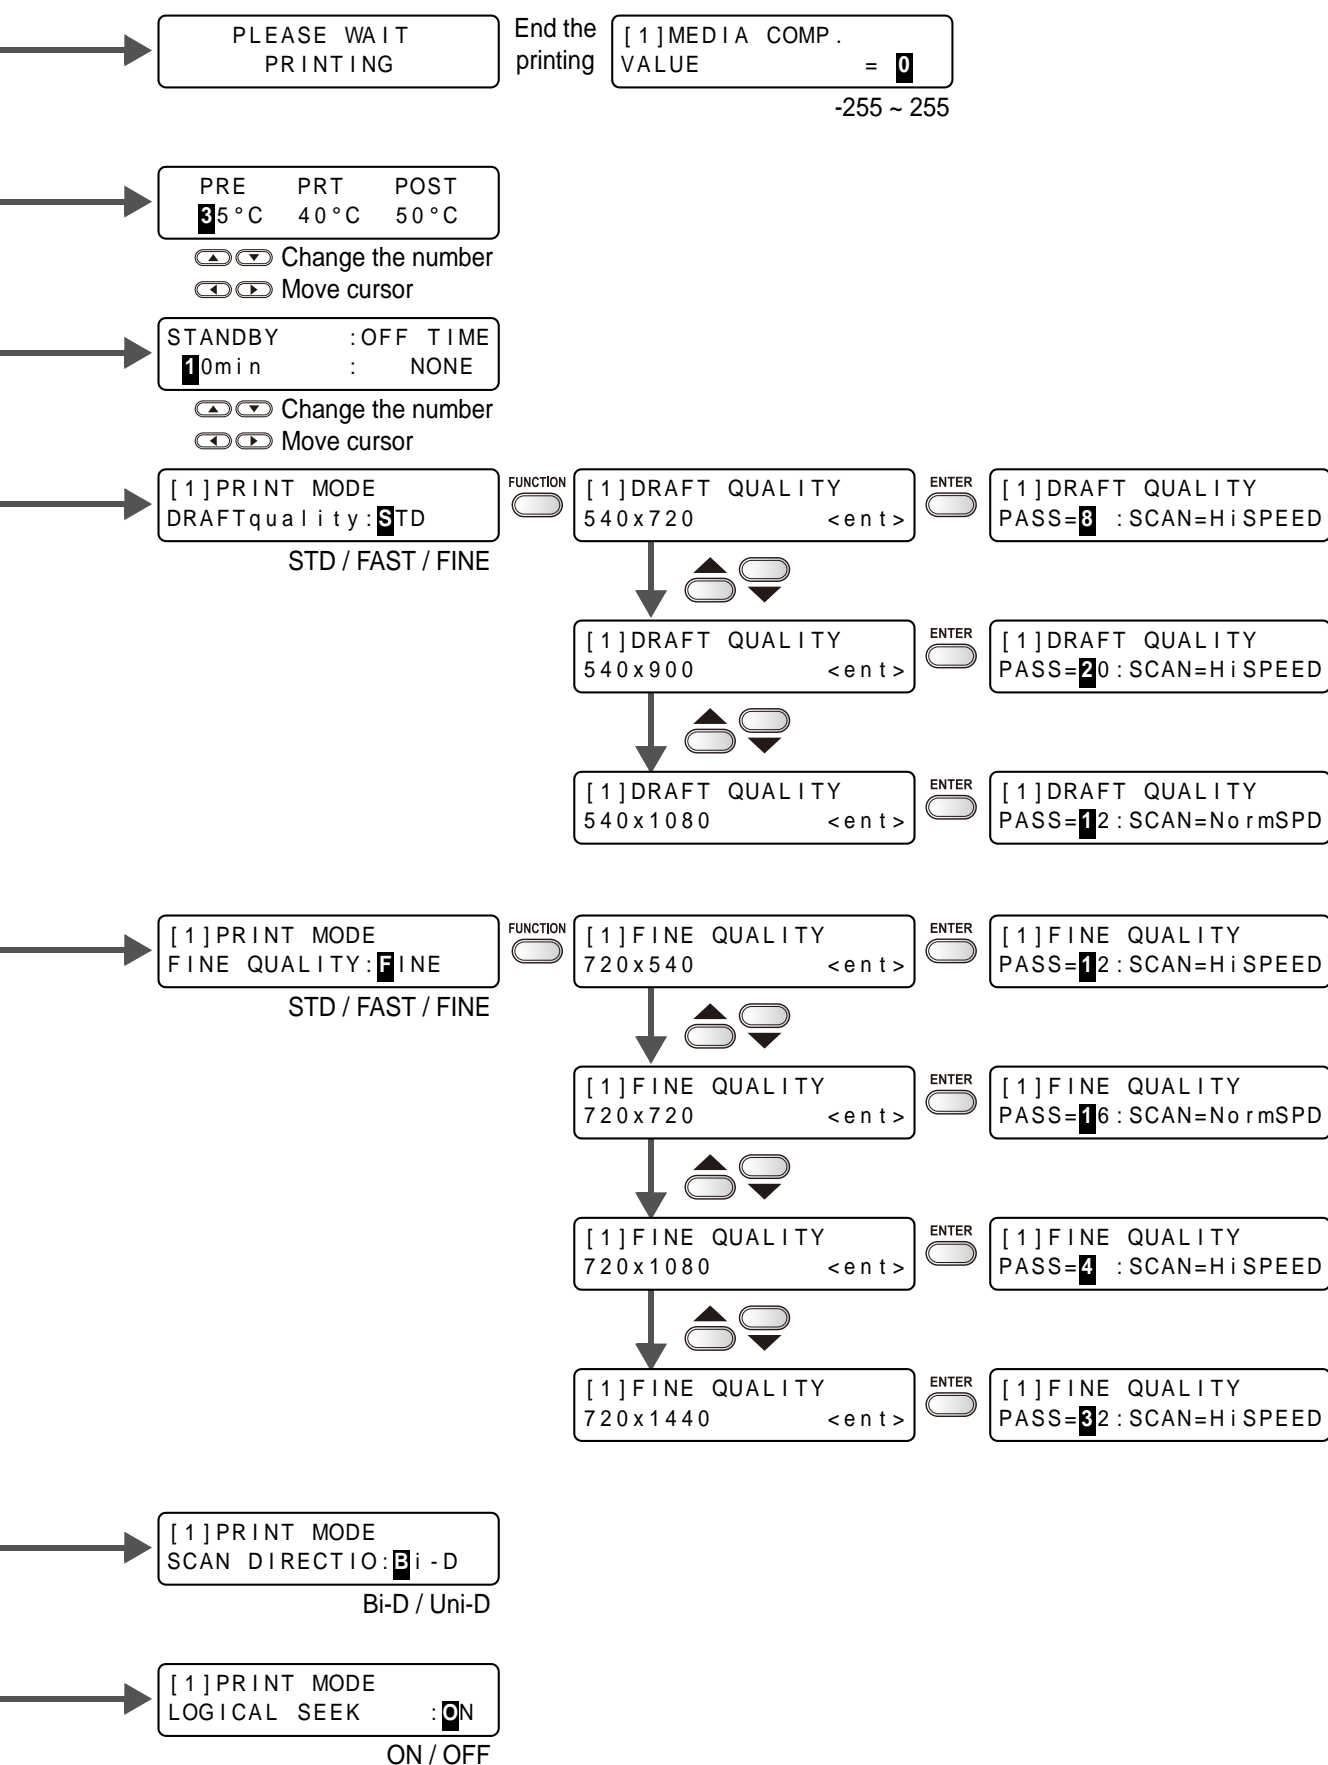 PLEASE WAIT
PRINTING
End the
printing
[1]MEDIA COMP.
VALUE = 0
-255 ~ 255
PRE PRT POST
35°C 40°C 50°C
Change the number
Move cursor
STANDBY :OFF TIME
10min : NONE
Change the number
Move cursor
[1]PRINT MODE
DRAFTquality:STD
STD / FAST / FINE
FUNCTION
[1]DRAFT QUALITY
540x720 <ent>
ENTER
[1]DRAFT QUALITY
PASS=8 :SCAN=HiSPEED
[1]DRAFT QUALITY
540x900 <ent>
ENTER
[1]DRAFT QUALITY
PASS=20:SCAN=HiSPEED
[1]DRAFT QUALITY
540x1080 <ent>
ENTER
[1]DRAFT QUALITY
PASS=12:SCAN=NormSPD
[1]PRINT MODE
FINE QUALITY:FINE
STD / FAST / FINE
FUNCTION
[1]FINE QUALITY
720x540 <ent>
ENTER
[1]FINE QUALITY
PASS=12:SCAN=HiSPEED
[1]FINE QUALITY
720x720 <ent>
ENTER
[1]FINE QUALITY
PASS=16:SCAN=NormSPD
[1]FINE QUALITY
720x1080 <ent>
ENTER
[1]FINE QUALITY
PASS=4 :SCAN=HiSPEED
[1]FINE QUALITY
720x1440 <ent>
ENTER
[1]FINE QUALITY
PASS=32:SCAN=HiSPEED
[1]PRINT MODE
SCAN DIRECTIO:Bi-D
Bi-D / Uni-D
[1]PRINT MODE
LOGICAL SEEK :ON
ON / OFF